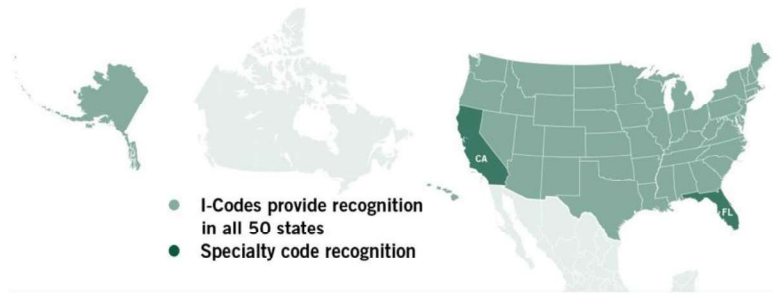 CA
I-Codes provide recognition
in all 50 states
FL
Specialty code recognition